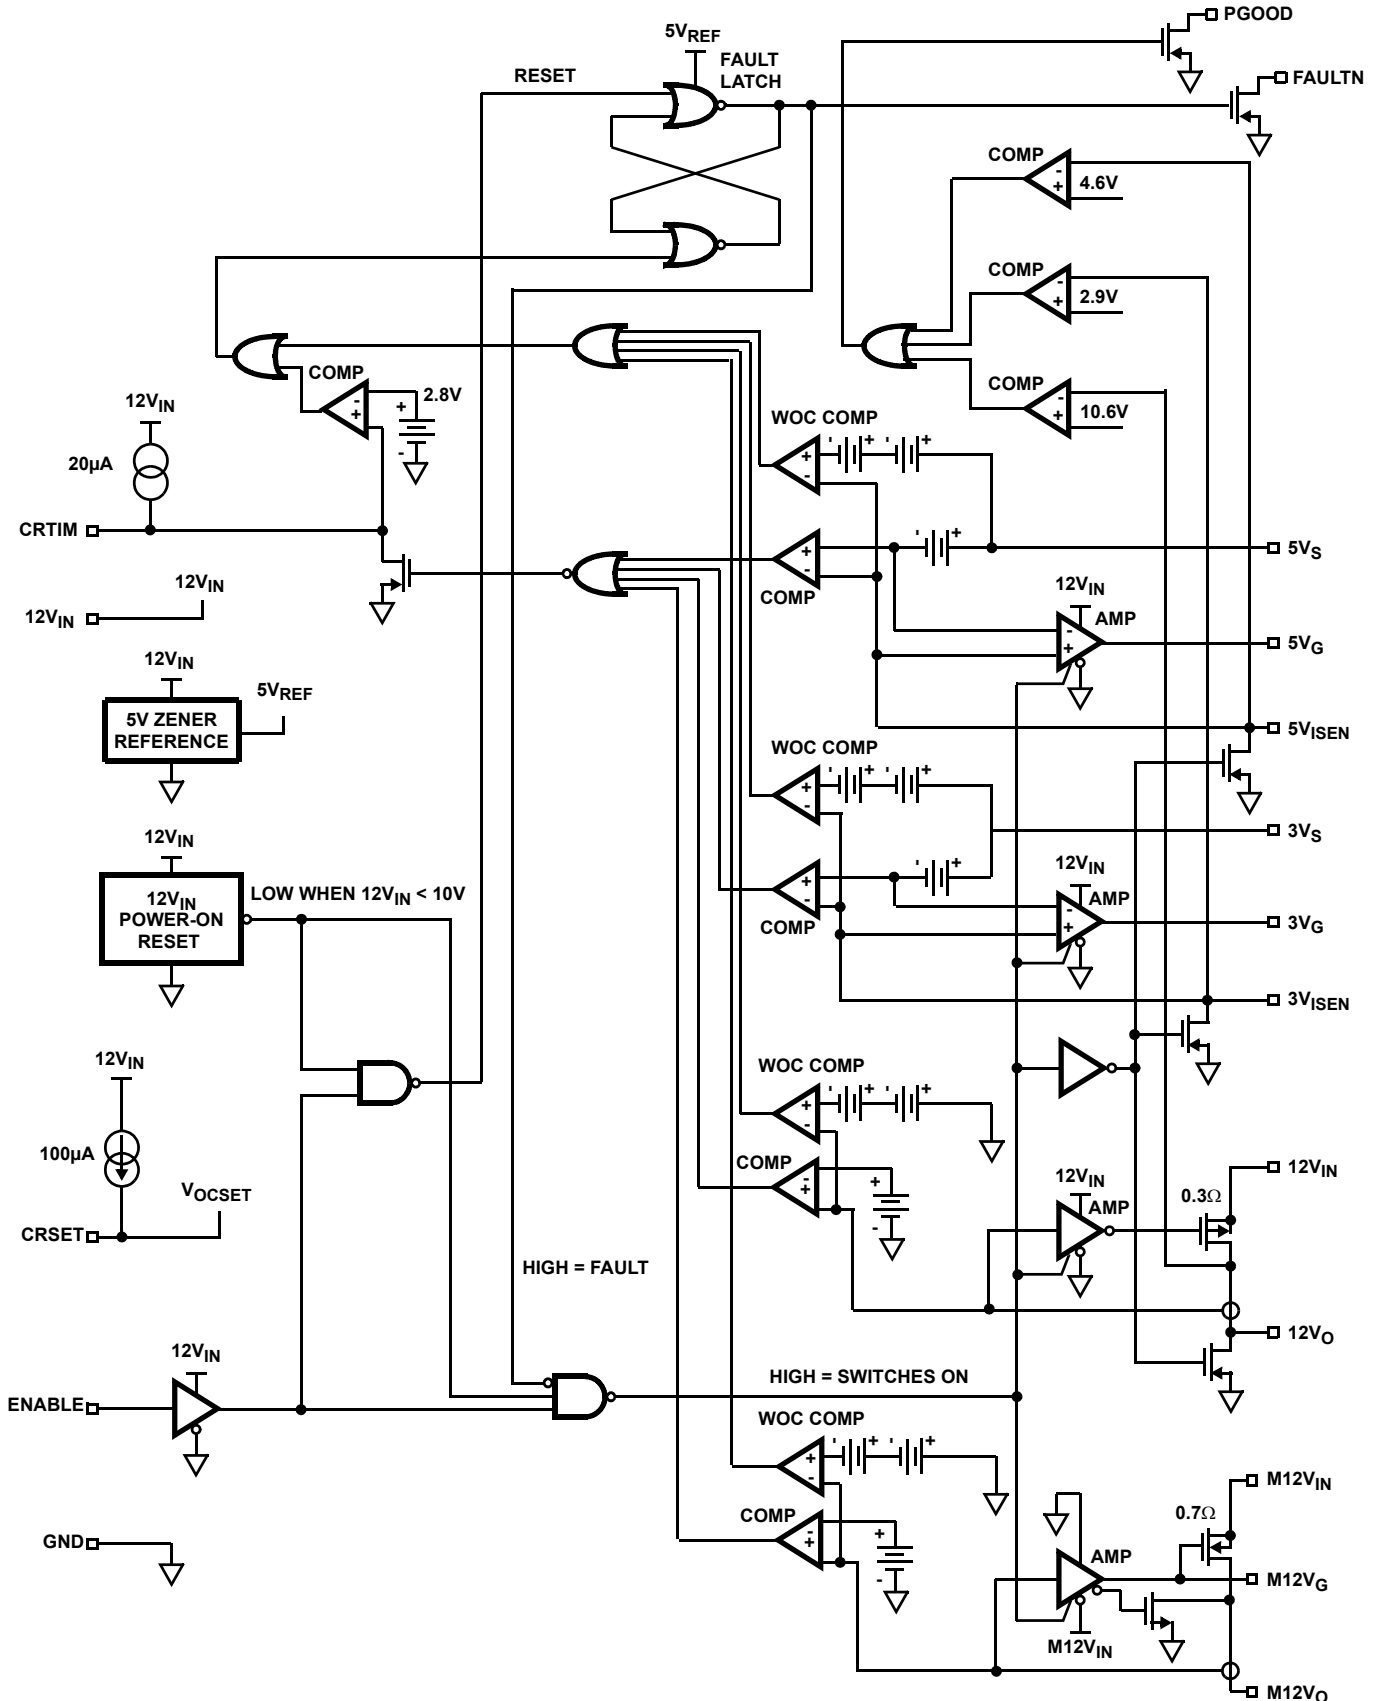 PGOOD
5VREF
FAULT
LATCH
RESET
FAULTN
COMP
-
+
4.6V
COMP
-
+
2.9V
COMP
-
+
2.8V
+
-
COMP
-
+
10.6V
12VIN
20µA
WOC COMP
+
-
- + - +
CRTIM
12VIN
12VIN
+
-
COMP
- +
5VS
12VIN
AMP
-
+
5VG
12VIN
5V ZENER
REFERENCE
5VREF
5VISEN
WOC COMP
+
-
- + - +
3VS
12VIN
12VIN
POWER-ON
RESET
LOW WHEN 12VIN < 10V
+
-
COMP
- +
12VIN
AMP
-
+
3VG
3VISEN
12VIN
100µA
VOCSET
CRSET
WOC COMP
+
-
- + - +
COMP
-
+
+
-
12VIN
AMP
0.3Ω
12VIN
HIGH = FAULT
12VO
12VIN
ENABLE
HIGH = SWITCHES ON
WOC COMP
+
-
- + - +
COMP
-
+
+
-
M12VIN
0.7Ω
AMP
M12VG
M12VIN
M12VO
GND